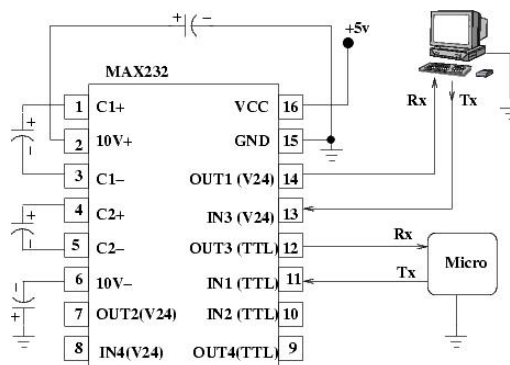 + −
+5v
MAX232
Rx Tx
1 C1+ VCC 16
+
−
2 10V+ GND 15
3 C1− OUT1 (V24) 14
4 C2+ IN3 (V24) 13
+
−
5 C2− OUT3 (TTL) 12
Rx
6 10V− IN1 (TTL) 11
Tx
Micro
−
+
7 OUT2(V24) IN2 (TTL) 10
8 IN4(V24) OUT4(TTL) 9